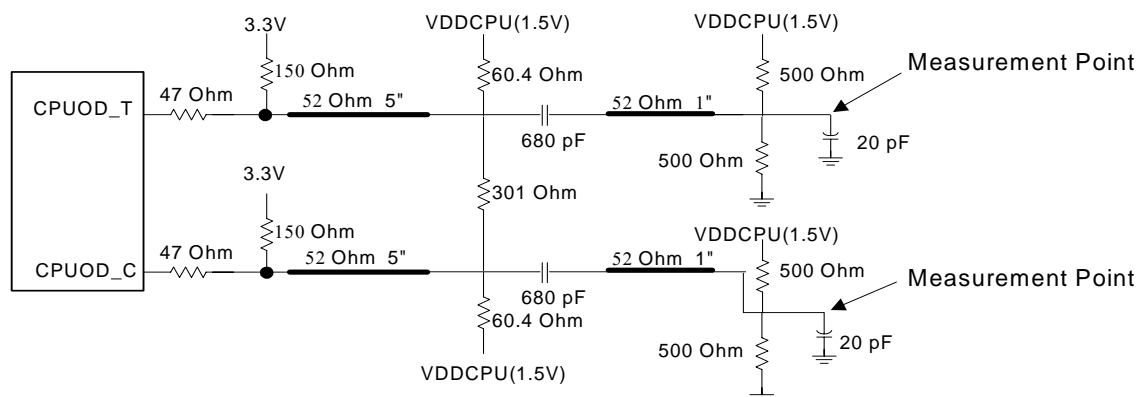 3.3V
VDDCPU(1.5V)
VDDCPU(1.5V)
Measurement Point
150 Ohm
60.4 Ohm
500 Ohm
47 Ohm
CPUOD_T
52 Ohm 5"
52 Ohm 1"
680 pF
20 pF
500 Ohm
3.3V
301 Ohm
150 Ohm
VDDCPU(1.5V)
47 Ohm
CPUOD_C
52 Ohm 5"
52 Ohm 1"
500 Ohm
Measurement Point
680 pF
60.4 Ohm
500 Ohm
20 pF
VDDCPU(1.5V)